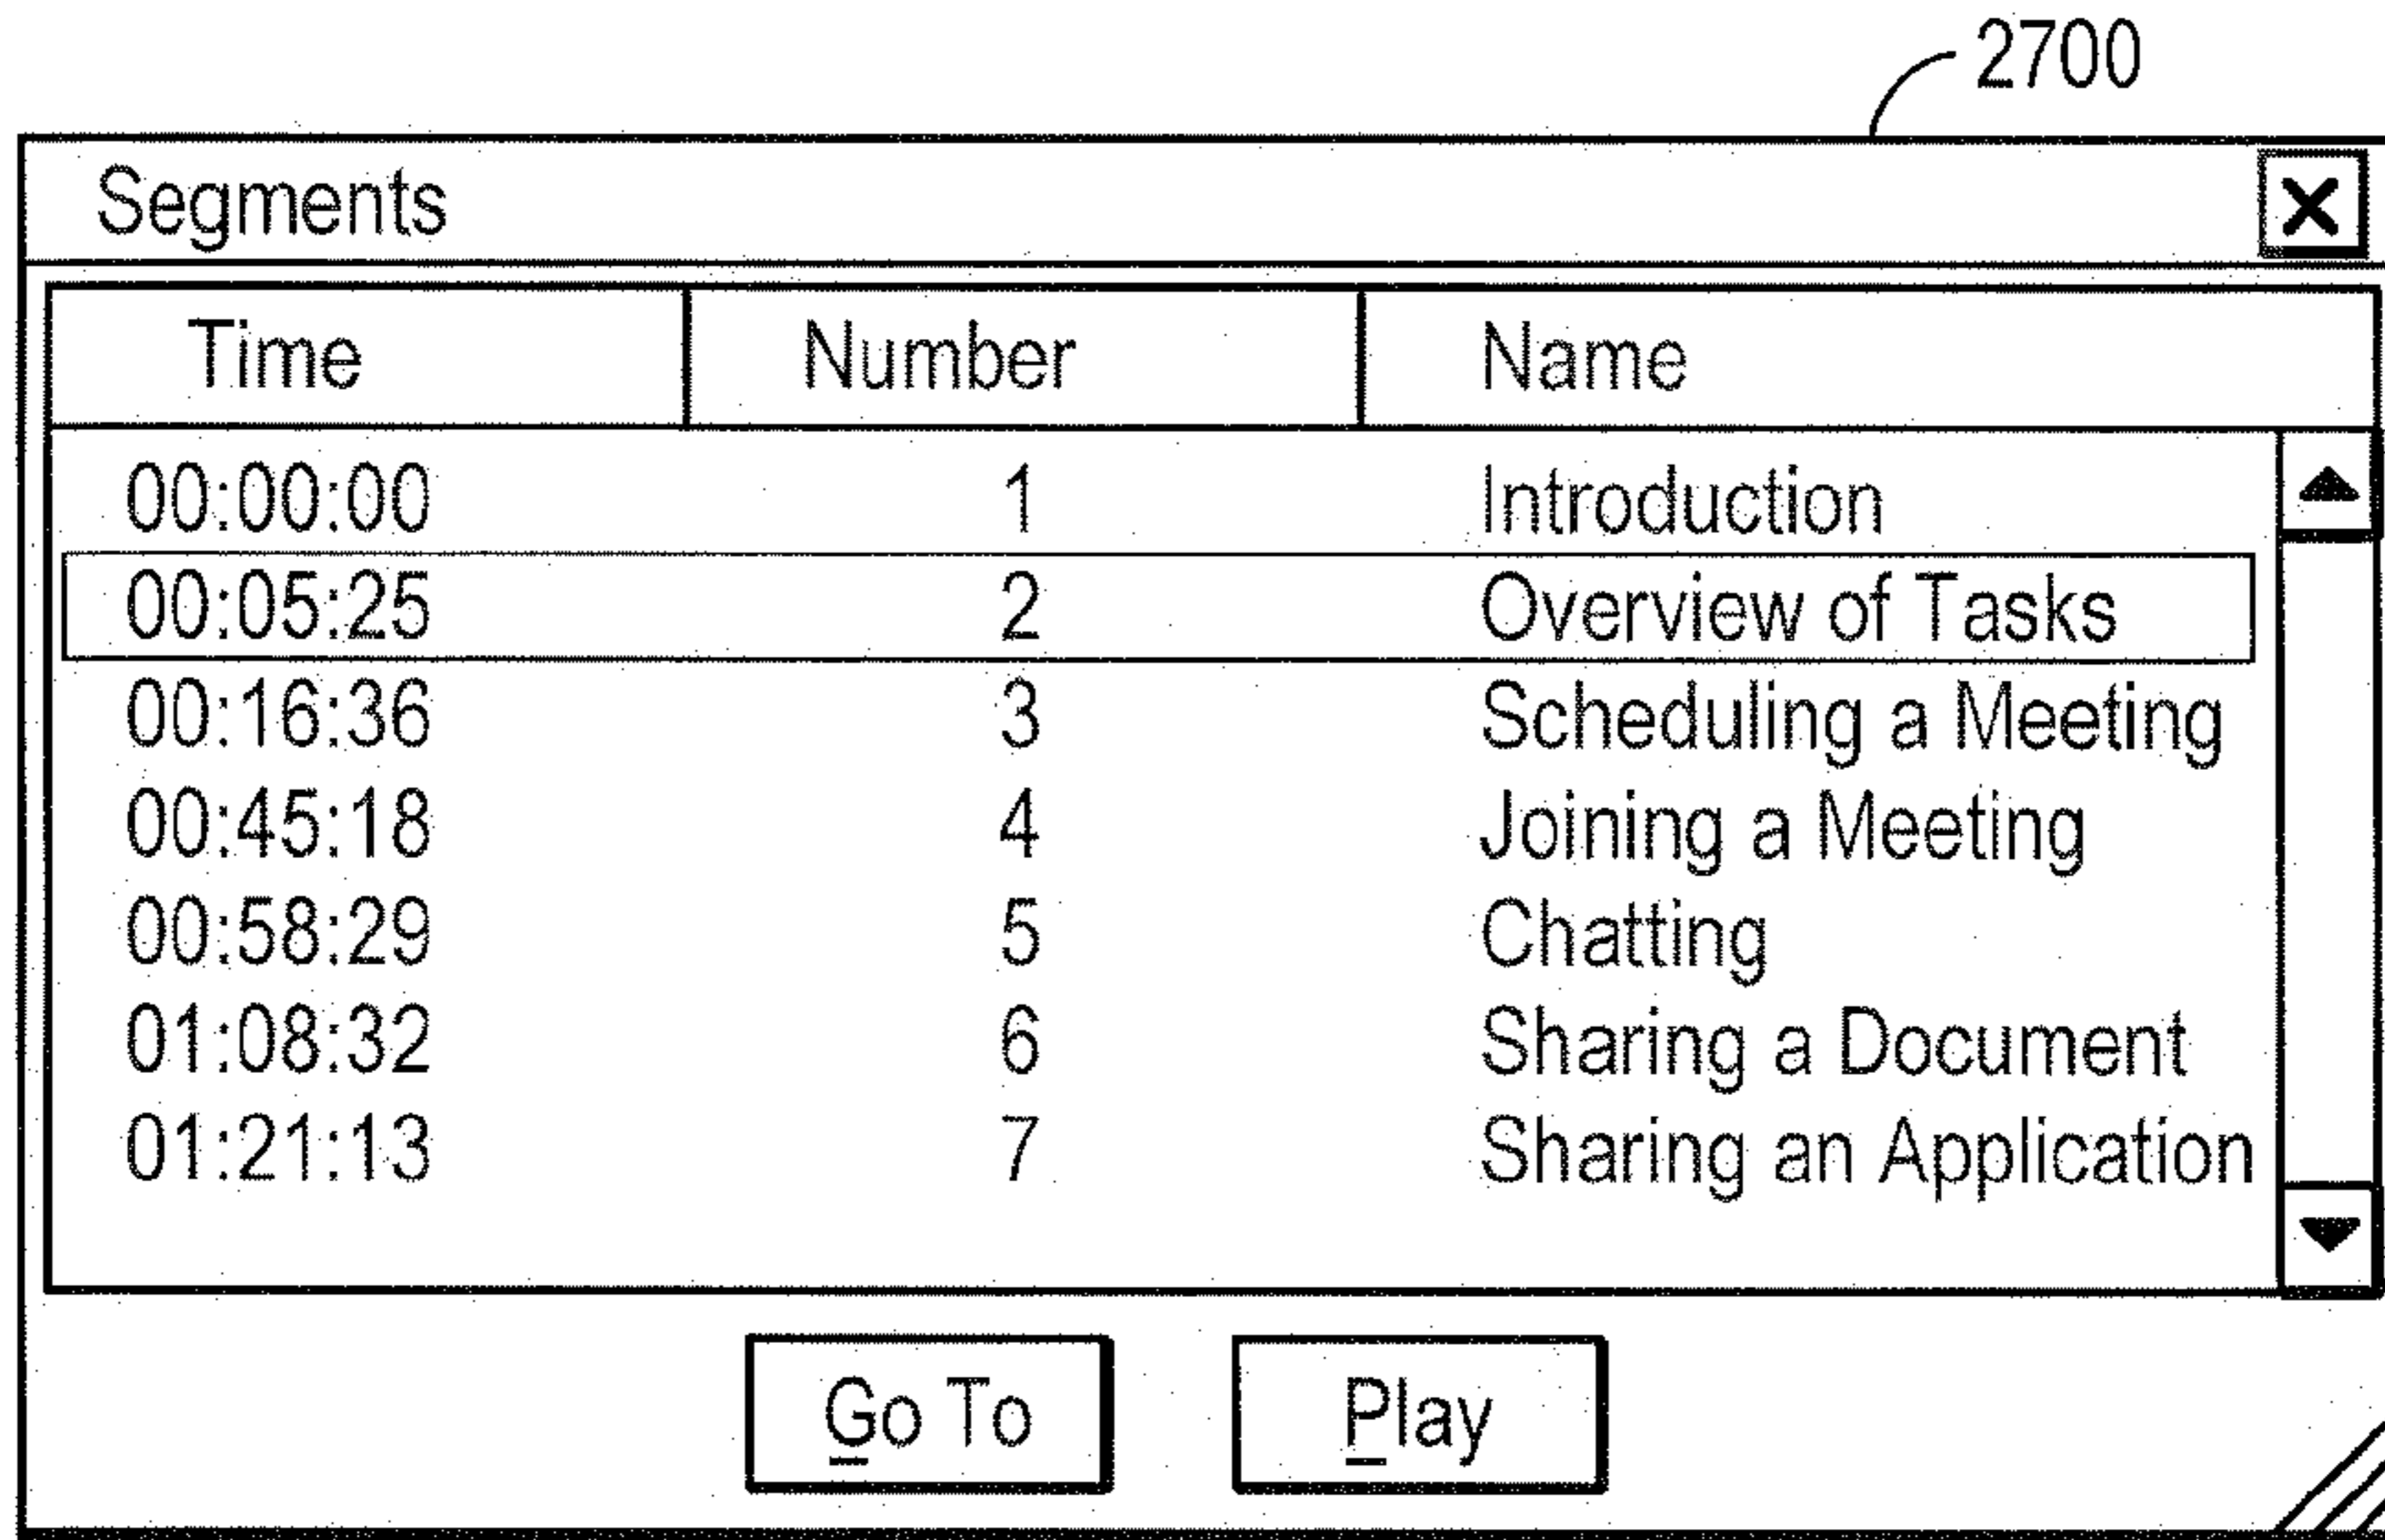 2700
Segments
Time Number Name
00:00:00 1 Introduction
00:05:25 2 Overview of Tasks
00:16:36 3 Scheduling a Meeting
00:45:18 4 Joining a Meeting
00:58:29 5 Chatting
01:08:32 6 Sharing a Document
01:21:13 7 Sharing an Application
Go To Play